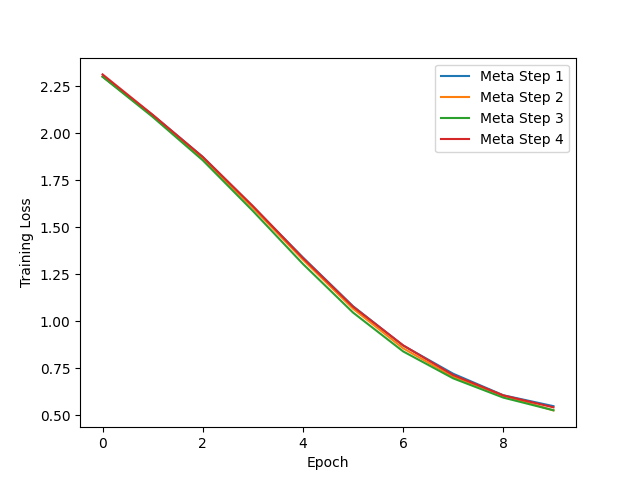 Meta Step 1
Meta Step 2
Meta Step 3
Meta Step 4
Training Loss
2.25
2.00
1.75
1.50
1.25
1.00
0.75
0.50
0 2 4 6 8
Epoch